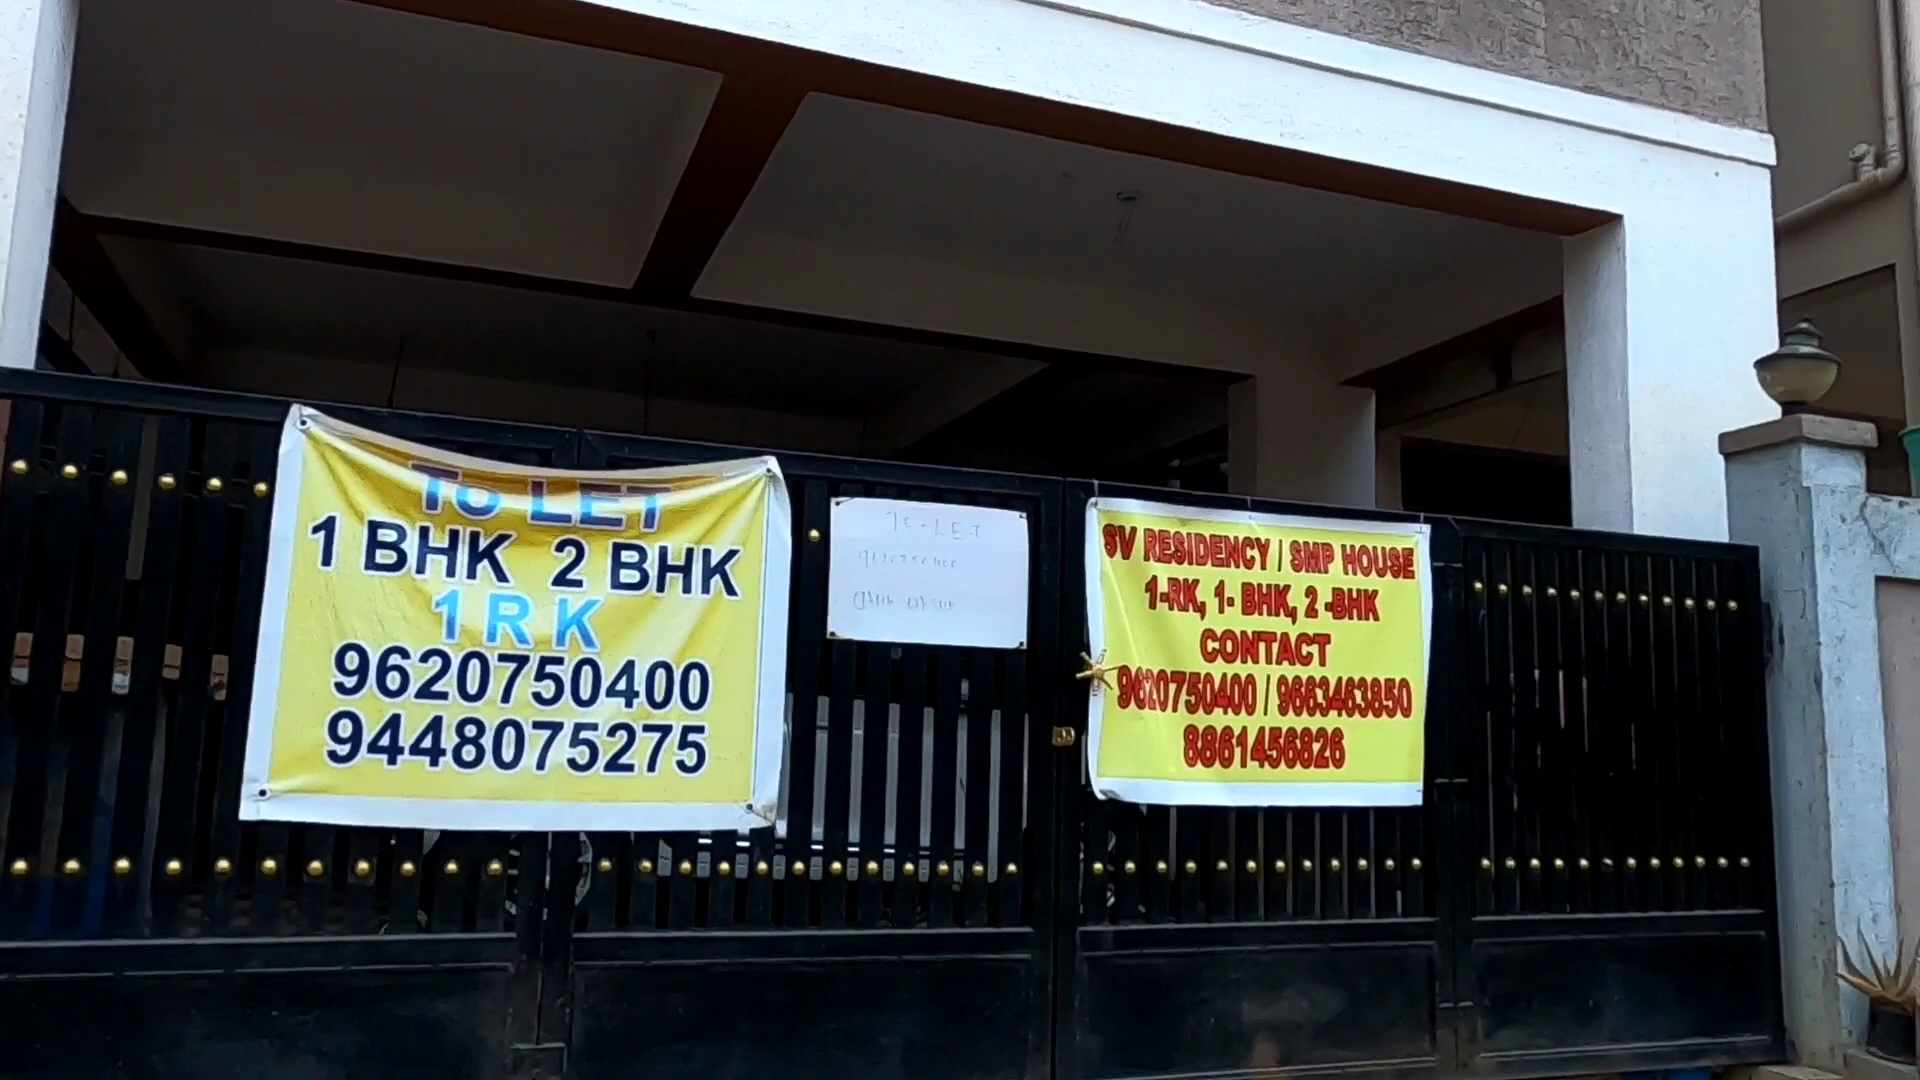 To LET
1 BHK 2 BHK
1 R K
9620750400
9448075275
TO-LET
9620750400
SV RESIDENCY / SMP HOUSE
1-RK, 1- BHK, 2 -BHK
CONTACT
9620750400 / 9663463850
8861456826